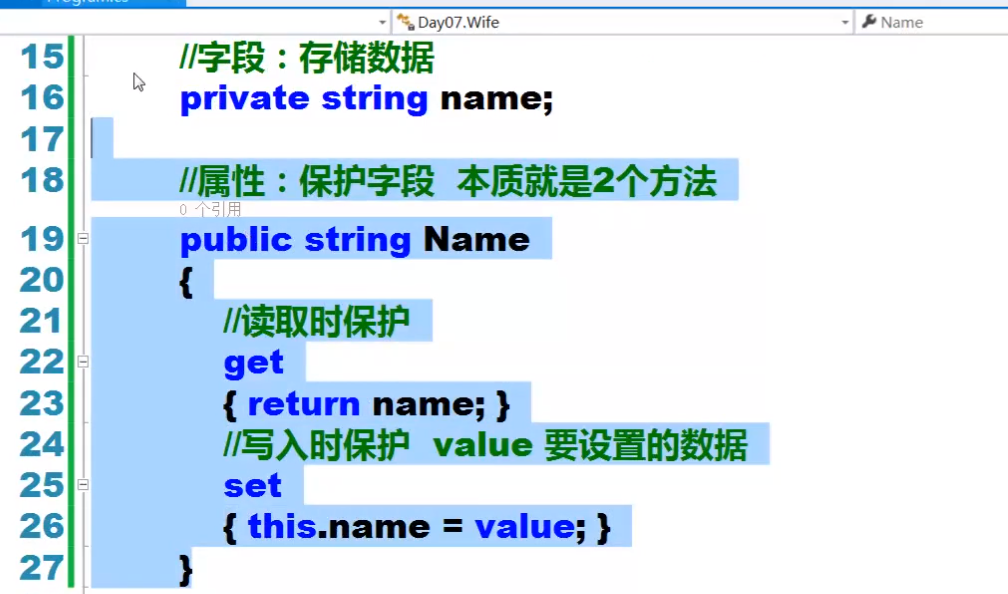 Day07.Wife
Name
15 //字段：存储数据
16 private string name;
17
18 //属性：保护字段 本质就是2个方法
0 个引用
19 public string Name
20 {
21 //读取时保护
22 get
23 { return name; }
24 //写入时保护 value 要设置的数据
25 set
26 { this.name = value; }
27 }